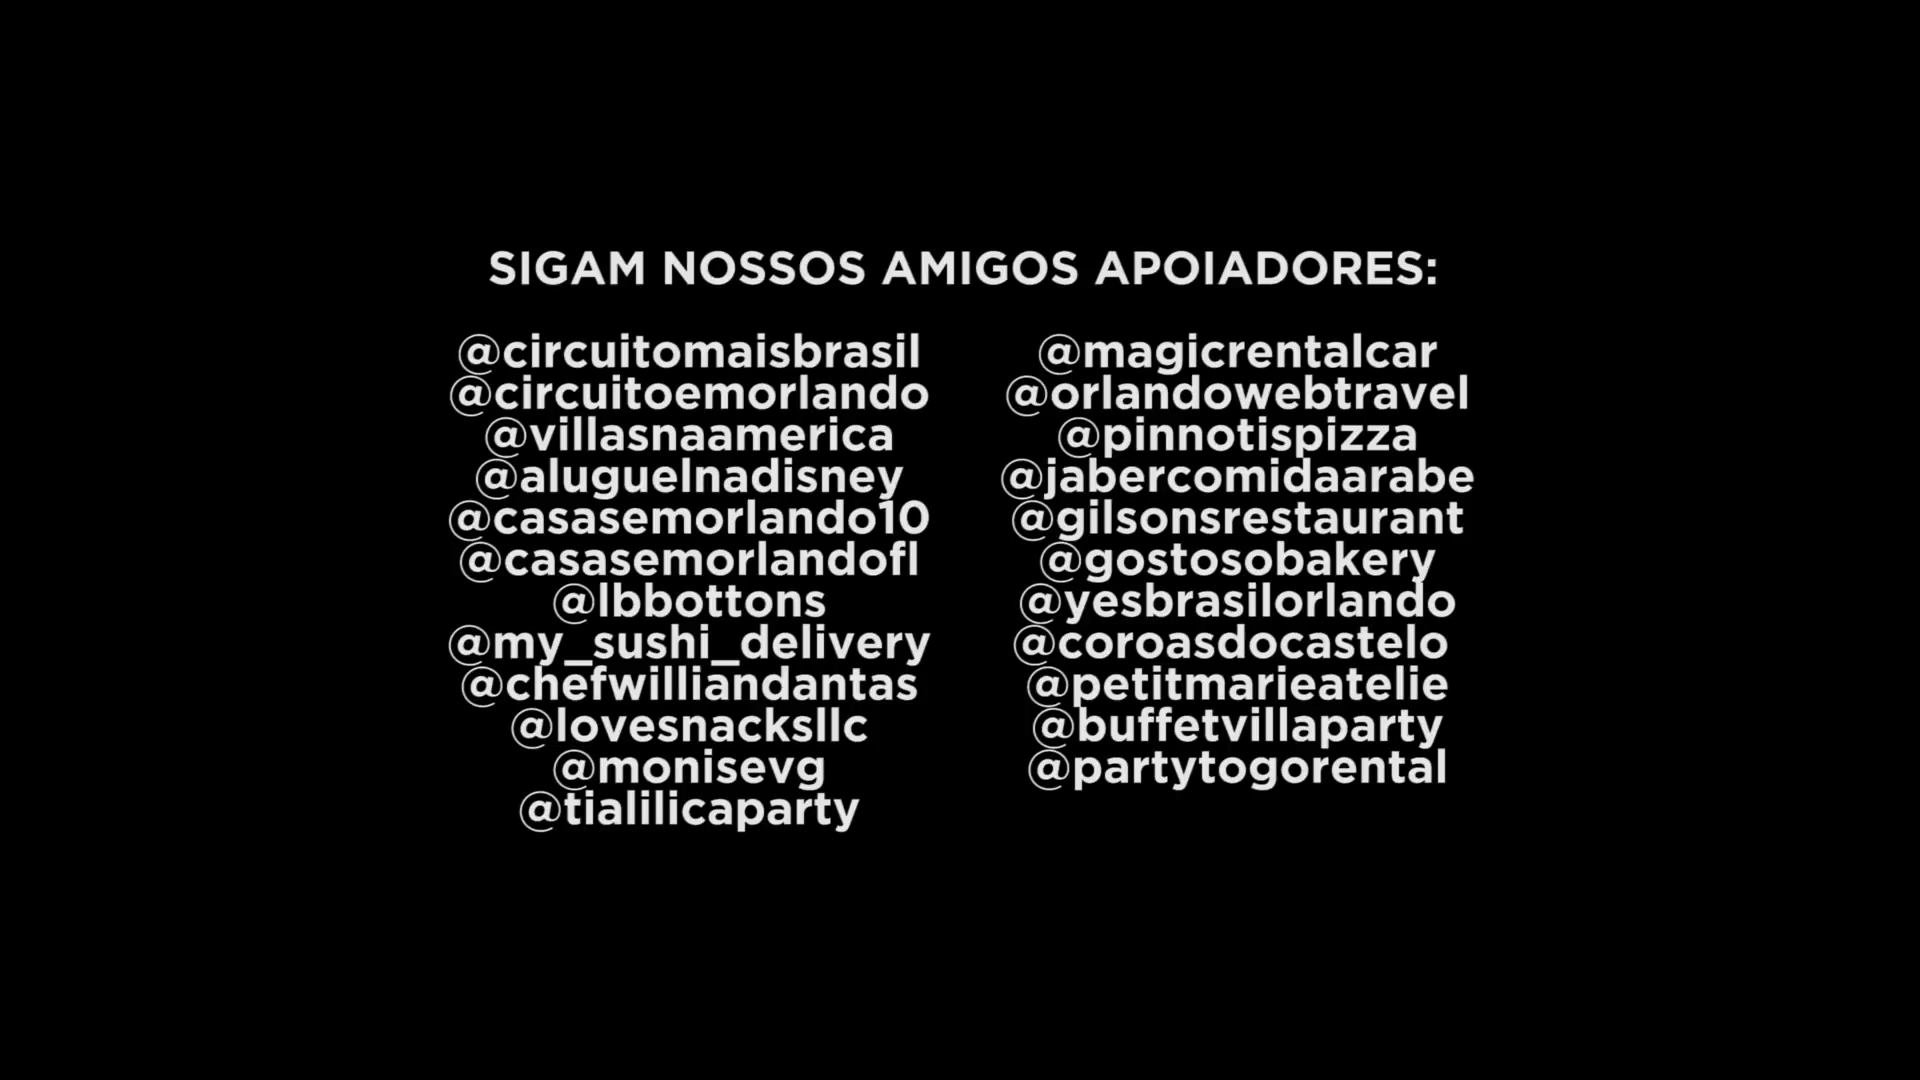 SIGAM NOSSOS AMIGOS APOIADORES:
@circuitomaisbrasil
@circuitoemorlando
@villasnaamerica
@aluguelnadisney
@casasemorlando10
@casasemorlandofl
@lbbottons
@my_sushi_delivery
@chefwilliandantas
@lovesnacksllc
@monisevg
@tialilicaparty
@magicrentalcar
@orlandowebtravel
@pinnotispizza
@jabercomidaarabe
@gilsonsrestaurant
@gostosobakery
@yesbrasilorlando
@coroasdocastelo
@petitmarieatelie
@buffetvillaparty
@partytogorental